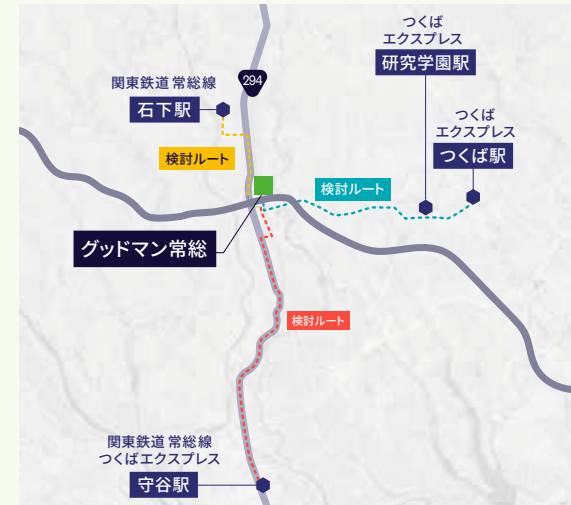 つくば
エクスプレス
研究学園駅
関東鉄道 常総線
石下駅
294
つくば
エクスプレス
つくば駅
検討ルート
検討ルート
グッドマン常総
検討ルート
関東鉄道 常総線
つくばエクスプレス
守谷駅